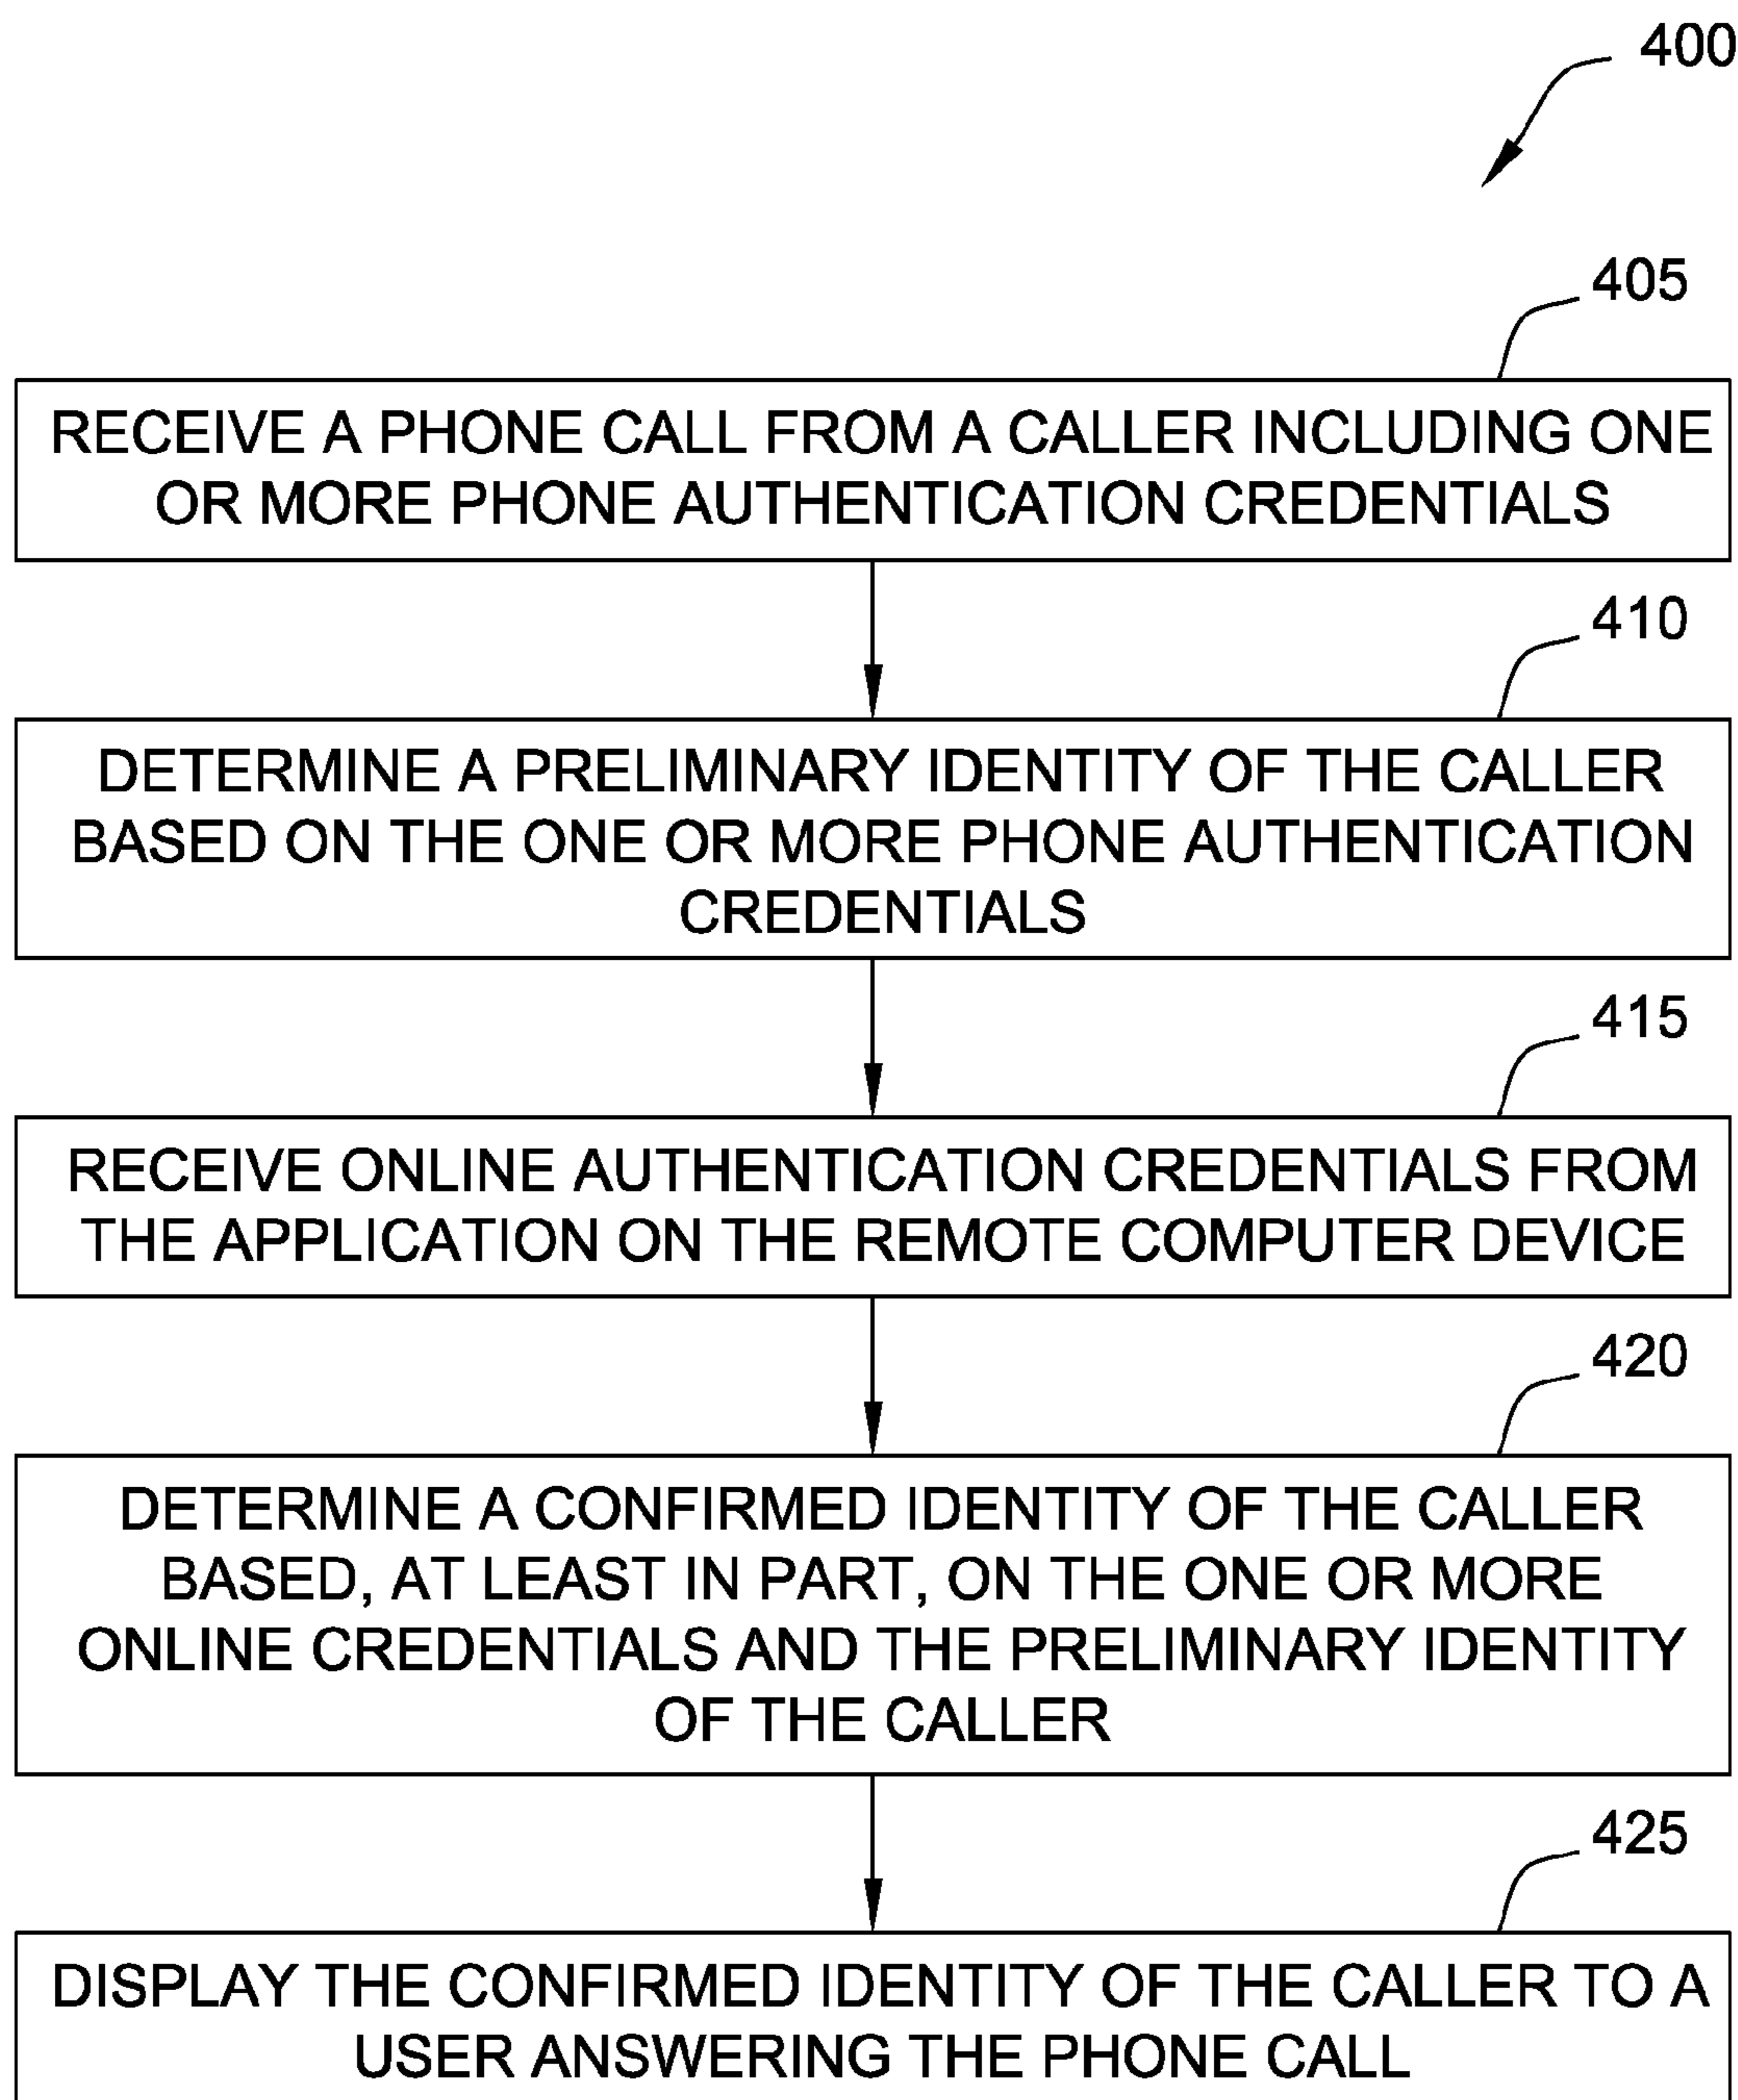 400
405
RECEIVE A PHONE CALL FROM A CALLER INCLUDING ONE
OR MORE PHONE AUTHENTICATION CREDENTIALS
410
DETERMINE A PRELIMINARY IDENTITY OF THE CALLER
BASED ON THE ONE OR MORE PHONE AUTHENTICATION
CREDENTIALS
415
RECEIVE ONLINE AUTHENTICATION CREDENTIALS FROM
THE APPLICATION ON THE REMOTE COMPUTER DEVICE
420
DETERMINE A CONFIRMED IDENTITY OF THE CALLER
BASED, AT LEAST IN PART, ON THE ONE OR MORE
ONLINE CREDENTIALS AND THE PRELIMINARY IDENTITY
OF THE CALLER
425
DISPLAY THE CONFIRMED IDENTITY OF THE CALLER TO A
USER ANSWERING THE PHONE CALL